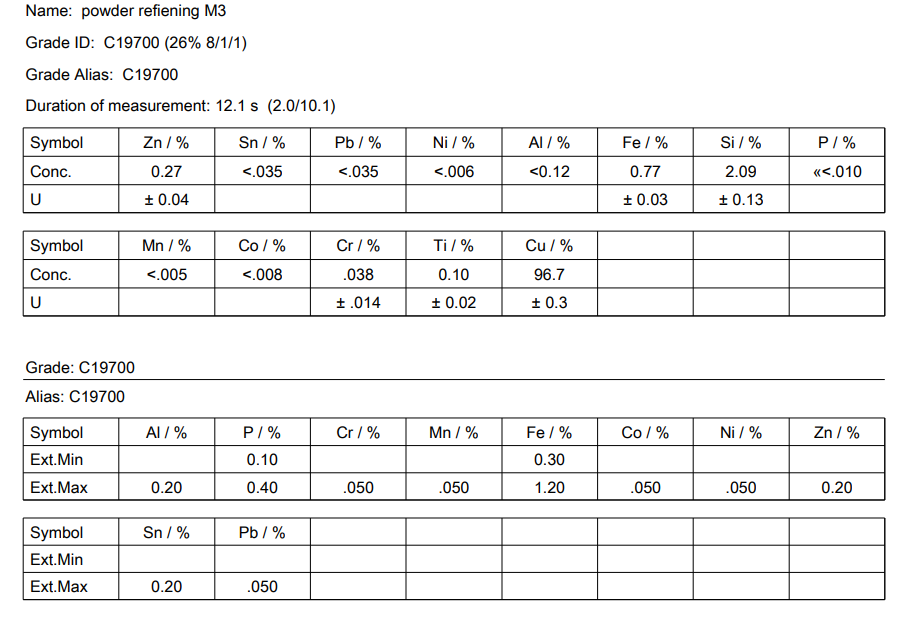 Name: powder refiening M3
Grade ID: C19700 (26% 8/1/1)
Grade Alias: C19700
Duration of measurement: 12.1 s (2.0/10.1)
Symbol Zn / % Sn / % Pb / % Ni / % Al / % Fe / % Si / % P / %
Conc. 0.27 <.035 <.035 <.006 <0.12 0.77 2.09 «<.010
U ± 0.04 ± 0.03 ± 0.13
Symbol Mn / % Co / % Cr / % Ti / % Cu / %
Conc. <.005 <.008 .038 0.10 96.7
U ± .014 ± 0.02 ± 0.3
Grade: C19700
Alias: C19700
Symbol Al / % P / % Cr / % Mn / % Fe / % Co / % Ni / % Zn / %
Ext.Min 0.10 0.30
Ext.Max 0.20 0.40 .050 .050 1.20 .050 .050 0.20
Symbol Sn / % Pb / %
Ext.Min
Ext.Max 0.20 .050